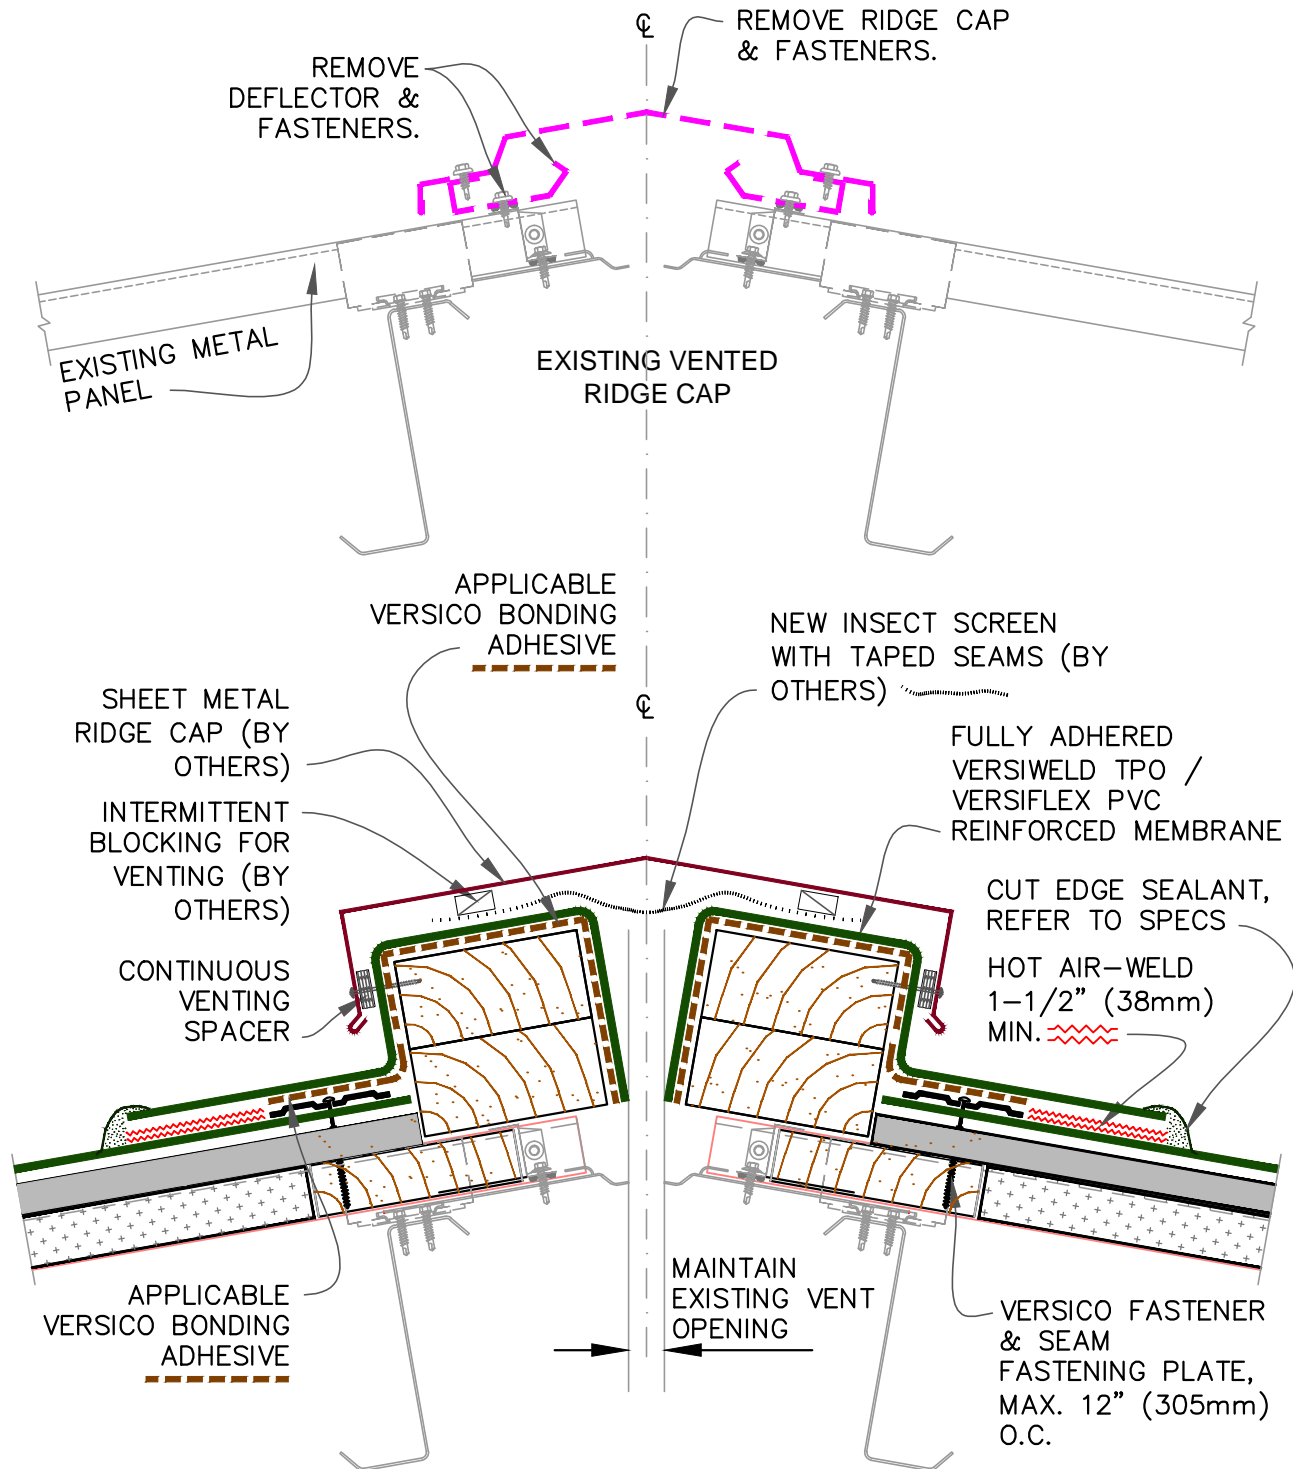 ℄
REMOVE RIDGE CAP
& FASTENERS.
REMOVE
DEFLECTOR &
FASTENERS.
EXISTING METAL
PANEL
EXISTING VENTED
RIDGE CAP
APPLICABLE
VERSICO BONDING
ADHESIVE
NEW INSECT SCREEN
WITH TAPED SEAMS (BY
OTHERS)
℄
SHEET METAL
RIDGE CAP (BY
OTHERS)
FULLY ADHERED
VERSIWELD TPO /
VERSIFLEX PVC
REINFORCED MEMBRANE
INTERMITTENT
BLOCKING FOR
VENTING (BY
OTHERS)
CUT EDGE SEALANT,
REFER TO SPECS
CONTINUOUS
VENTING
SPACER
HOT AIR-WELD
1-1/2" (38mm)
MIN.
MAINTAIN
EXISTING VENT
OPENING
APPLICABLE
VERSICO BONDING
ADHESIVE
VERSICO FASTENER
& SEAM
FASTENING PLATE,
MAX. 12" (305mm)
O.C.